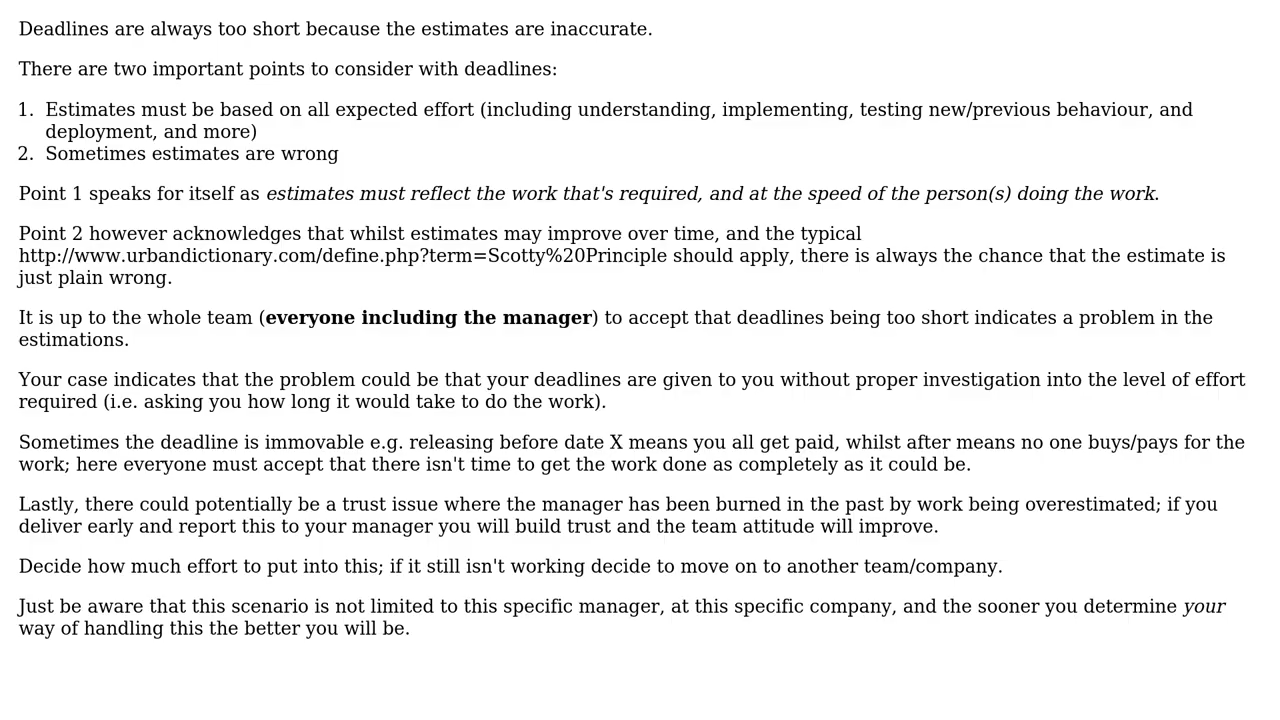 Deadlines are always too short because the estimates are inaccurate.
There are two important points to consider with deadlines:
1. Estimates must be based on all expected effort (including understanding, implementing, testing new/previous behaviour, and
deployment, and more)
2. Sometimes estimates are wrong
Point 1 speaks for itself as estimates must reflect the work that's required, and at the speed of the person(s) doing the work.
Point 2 however acknowledges that whilst estimates may improve over time, and the typical
http://www.urbandictionary.com/define.php?term=Scotty%20Principle should apply, there is always the chance that the estimate is
just plain wrong.
It is up to the whole team (everyone including the manager) to accept that deadlines being too short indicates a problem in the
estimations.
Your case indicates that the problem could be that your deadlines are given to you without proper investigation into the level of effort
required (i.e. asking you how long it would take to do the work).
Sometimes the deadline is immovable e.g. releasing before date X means you all get paid, whilst after means no one buys/pays for the
work; here everyone must accept that there isn't time to get the work done as completely as it could be.
Lastly, there could potentially be a trust issue where the manager has been burned in the past by work being overestimated; if you
deliver early and report this to your manager you will build trust and the team attitude will improve.
Decide how much effort to put into this; if it still isn't working decide to move on to another team/company.
Just be aware that this scenario is not limited to this specific manager, at this specific company, and the sooner you determine your
way of handling this the better you will be.